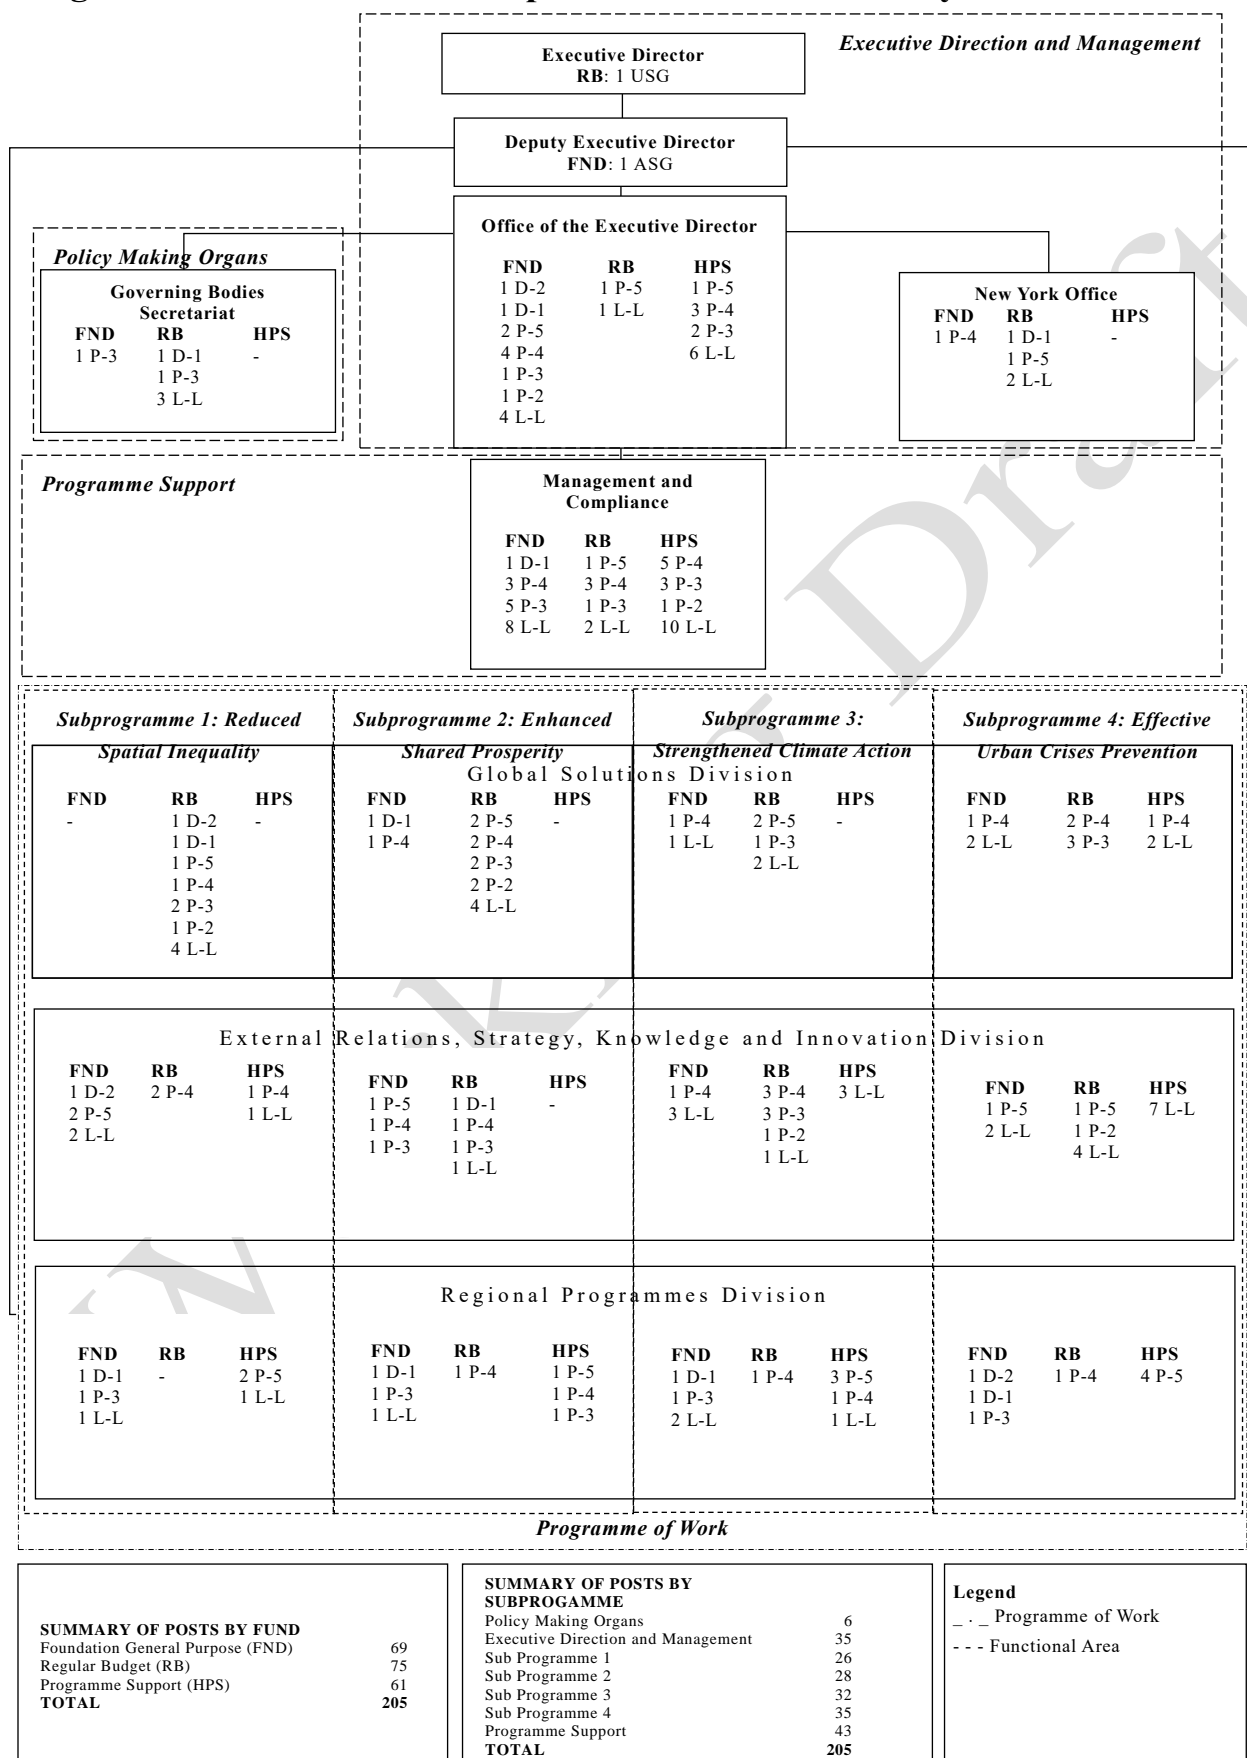 Executive Direction and Management
Executive Director
RB: 1 USG
Deputy Executive Director
FND: 1 ASG
Office of the Executive Director
FND RB HPS
1 D-2 1 P-5 1 P-5
1 D-1 1 L-L 3 P-4
2 P-5 2 P-3
4 P-4 6 L-L
1 P-3
1 P-2
4 L-L
Policy Making Organs
Governing Bodies
Secretariat
FND RB HPS
1 P-3 1 D-1 -
1 P-3
3 L-L
New York Office
FND RB HPS
1 P-4 1 D-1 -
1 P-5
2 L-L
Programme Support
Management and
Compliance
FND RB HPS
1 D-1 1 P-5 5 P-4
3 P-4 3 P-4 3 P-3
5 P-3 1 P-3 1 P-2
8 L-L 2 L-L 10 L-L
Subprogramme 1: Reduced
Spatial Inequality
Subprogramme 2: Enhanced
Shared Prosperity
Subprogramme 3:
Strengthened Climate Action
Subprogramme 4: Effective
Urban Crises Prevention
Global Solutions Division
FND RB HPS
- 1 D-2 -
1 D-1
1 P-5
1 P-4
2 P-3
1 P-2
4 L-L
FND RB HPS
1 D-1 2 P-5 -
1 P-4 2 P-4
2 P-3
2 P-2
4 L-L
FND RB HPS
1 P-4 2 P-5 -
1 L-L 1 P-3
2 L-L
FND RB HPS
1 P-4 2 P-4 1 P-4
2 L-L 3 P-3 2 L-L
External Relations, Strategy, Knowledge and Innovation Division
FND RB HPS
1 D-2 2 P-4 1 P-4
2 P-5 1 L-L
2 L-L
FND RB HPS
1 P-5 1 D-1 -
1 P-4 1 P-4
1 P-3 1 P-3
1 L-L
FND RB HPS
1 P-4 3 P-4 3 L-L
3 L-L 3 P-3
1 P-2
1 L-L
FND RB HPS
1 P-5 1 P-5 7 L-L
2 L-L 1 P-2
4 L-L
Regional Programmes Division
FND RB HPS
1 D-1 - 2 P-5
1 P-3 1 L-L
1 L-L
FND RB HPS
1 D-1 1 P-4 1 P-5
1 P-3 1 P-4
1 L-L 1 P-3
FND RB HPS
1 D-1 1 P-4 3 P-5
1 P-3 1 P-4
2 L-L 1 L-L
FND RB HPS
1 D-2 1 P-4 4 P-5
1 D-1
1 P-3
Programme of Work
SUMMARY OF POSTS BY FUND
Foundation General Purpose (FND) 69
Regular Budget (RB) 75
Programme Support (HPS) 61
TOTAL 205
SUMMARY OF POSTS BY
SUBPROGAMME
Policy Making Organs 6
Executive Direction and Management 35
Sub Programme 1 26
Sub Programme 2 28
Sub Programme 3 32
Sub Programme 4 35
Programme Support 43
TOTAL 205
Legend
_ . _ Programme of Work
- - - Functional Area
Draft